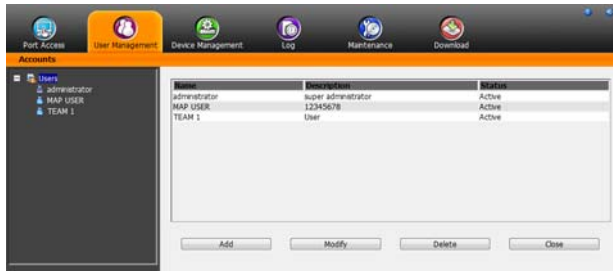 Port Access User Management Device Management Log Maintenance Download
Accounts
Users
administrator
MAP USER
TEAM 1
Name Description Status
administrator super administrator Active
MAP USER 12345678 Active
TEAM 1 User Active
Add Modify Delete Close